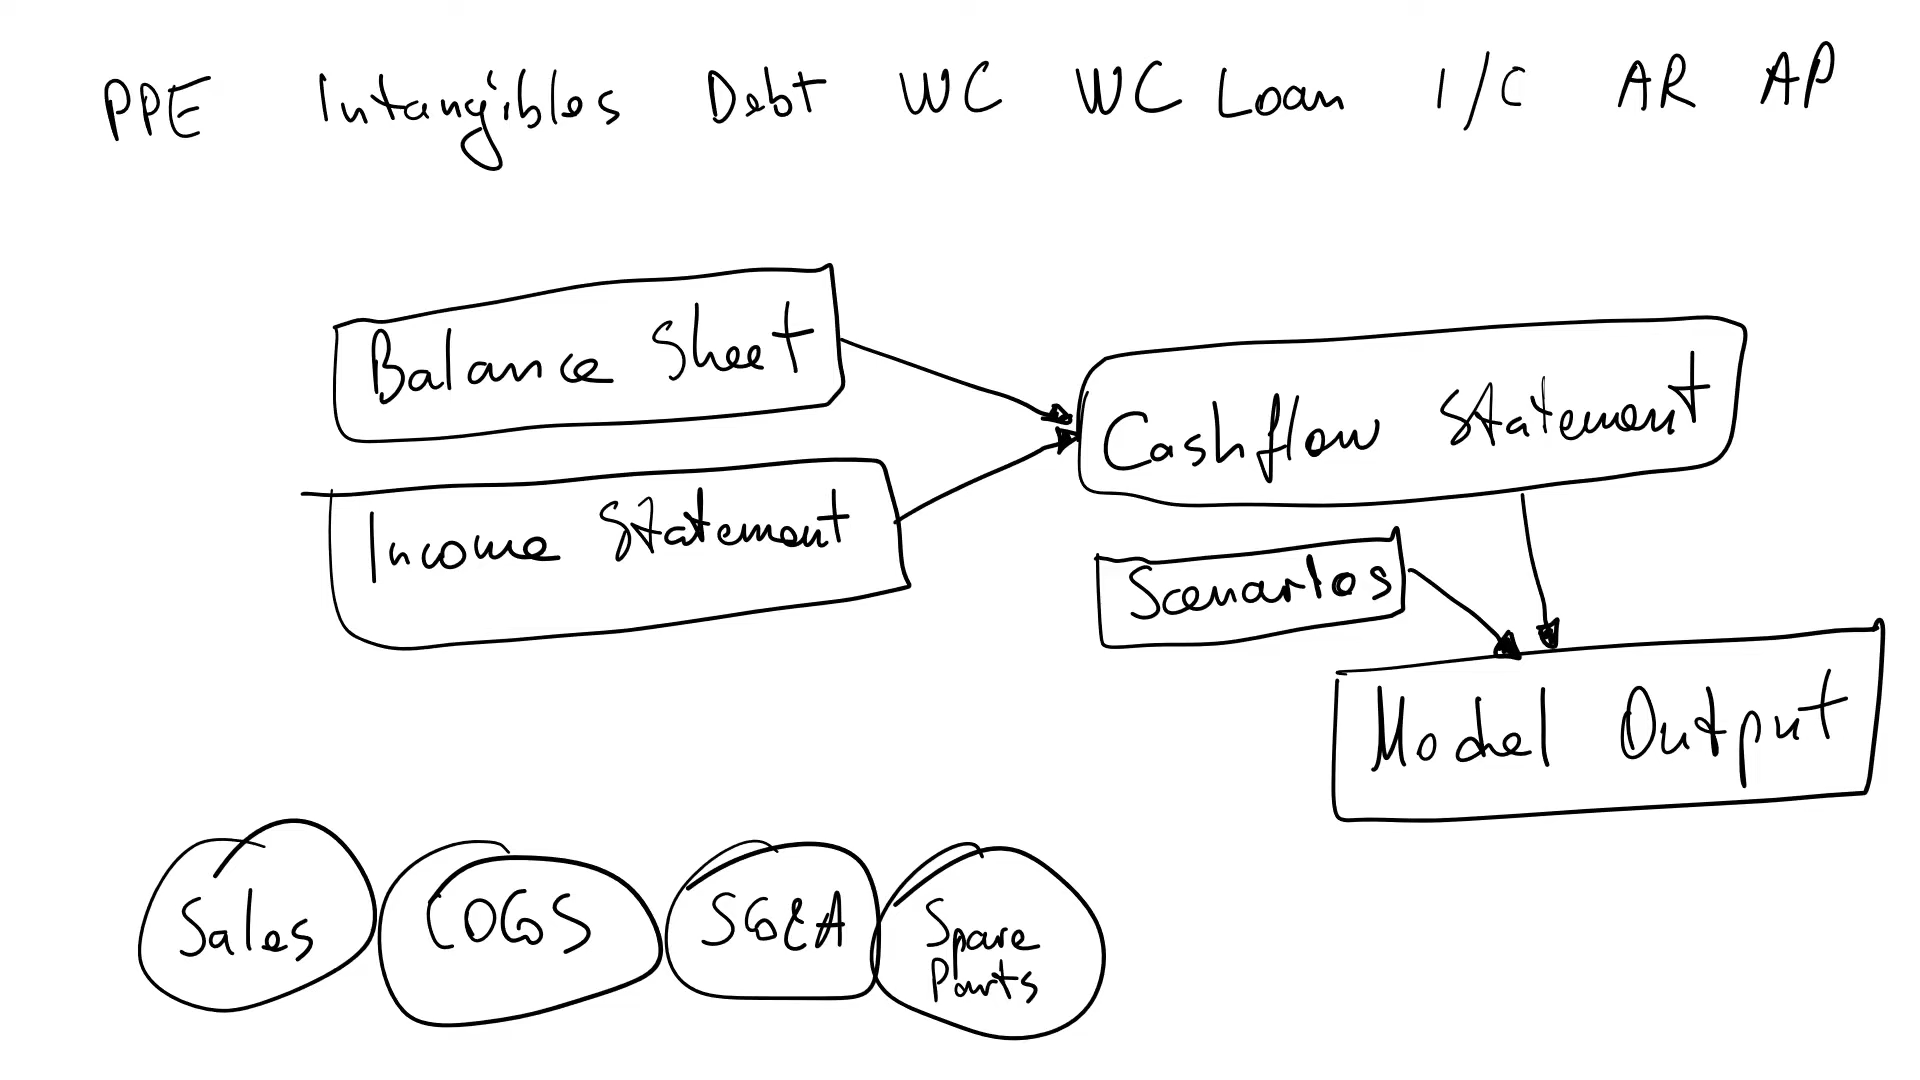 PPE Intangibles Debt WC WC Loan I/C AR AP
Balance Sheet
Cashflow Statement
Income Statement
Scenarios
Model Output
Sales
COGS
SG&A
Spare
Parts